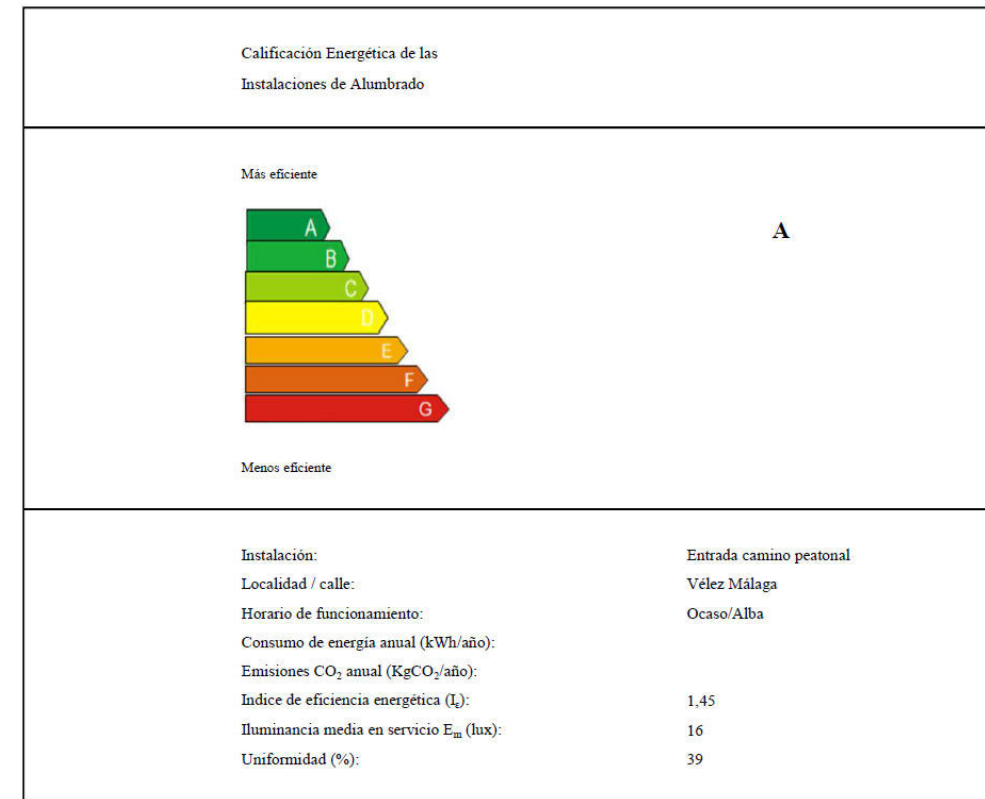 Calificación Energética de las
Instalaciones de Alumbrado
Más eficiente
A
A
B
C
D
E
F
G
Menos eficiente
Instalación: Entrada camino peatonal
Localidad / calle: Vélez Málaga
Horario de funcionamiento: Ocaso/Alba
Consumo de energía anual (kWh/año):
Emisiones CO₂ anual (KgCO₂/año):
Indice de eficiencia energética (Iε): 1,45
Iluminancia media en servicio Eₘ (lux): 16
Uniformidad (%): 39